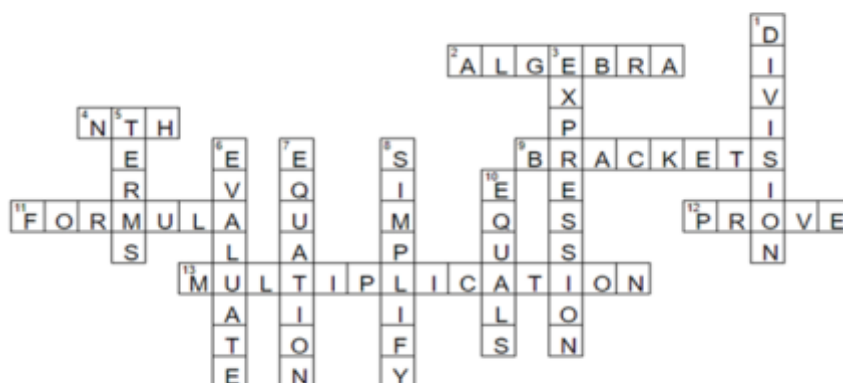 1 DIVISION
2 ALGEBRA
3 EXPRESSION
4 NTH
5 TERMS
6 EVALUATE
7 EQUATION
8 SIMPLIFY
9 BRACKETS
10 EQUALS
11 FORMULA
12 PROVE
13 MULTIPLICATION